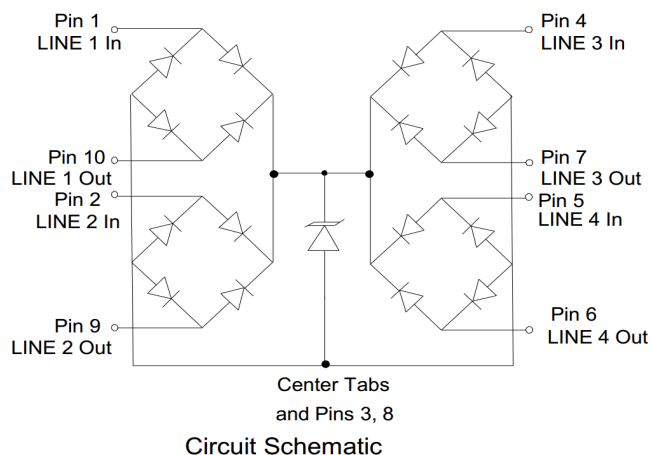 Pin 1
LINE 1 In
Pin 4
LINE 3 In
Pin 10
LINE 1 Out
Pin 7
LINE 3 Out
Pin 2
LINE 2 In
Pin 5
LINE 4 In
Pin 9
LINE 2 Out
Pin 6
LINE 4 Out
Center Tabs
and Pins 3, 8
Circuit Schematic